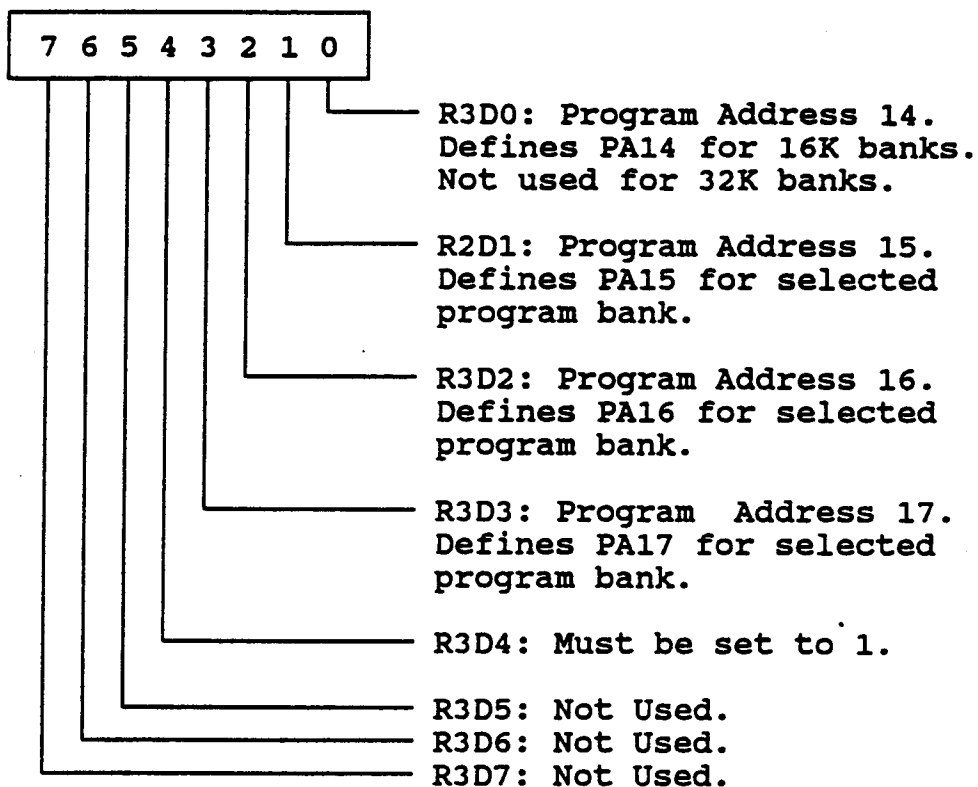 7 6 5 4 3 2 1 0
R3D0: Program Address 14.
Defines PA14 for 16K banks.
Not used for 32K banks.
R2D1: Program Address 15.
Defines PA15 for selected
program bank.
R3D2: Program Address 16.
Defines PA16 for selected
program bank.
R3D3: Program Address 17.
Defines PA17 for selected
program bank.
R3D4: Must be set to 1.
R3D5: Not Used.
R3D6: Not Used.
R3D7: Not Used.